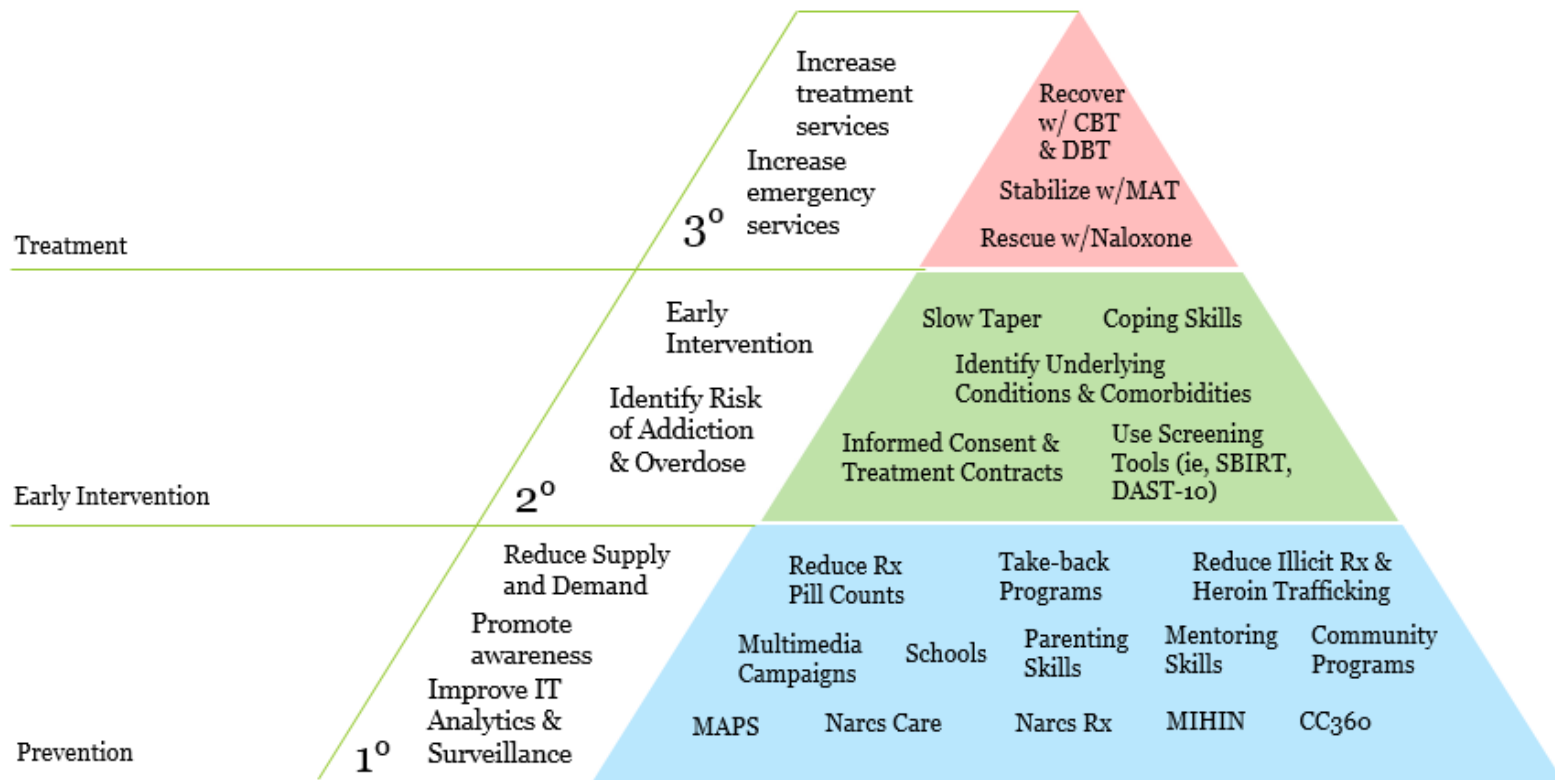 Increase
treatment
services
Increase
emergency
services
3º
Treatment
Recover
w/ CBT
& DBT
Stabilize w/MAT
Rescue w/Naloxone
Early
Intervention
Identify Risk
of Addiction
& Overdose
2º
Early Intervention
Slow Taper
Coping Skills
Identify Underlying
Conditions & Comorbidities
Informed Consent &
Treatment Contracts
Use Screening
Tools (ie, SBIRT,
DAST-10)
Reduce Supply
and Demand
Promote
awareness
Improve IT
Analytics &
Surveillance
1º
Prevention
Reduce Rx
Pill Counts
Take-back
Programs
Reduce Illicit Rx &
Heroin Trafficking
Multimedia
Campaigns
Schools
Parenting
Skills
Mentoring
Skills
Community
Programs
MAPS
Narcs Care
Narcs Rx
MIHIN
CC360